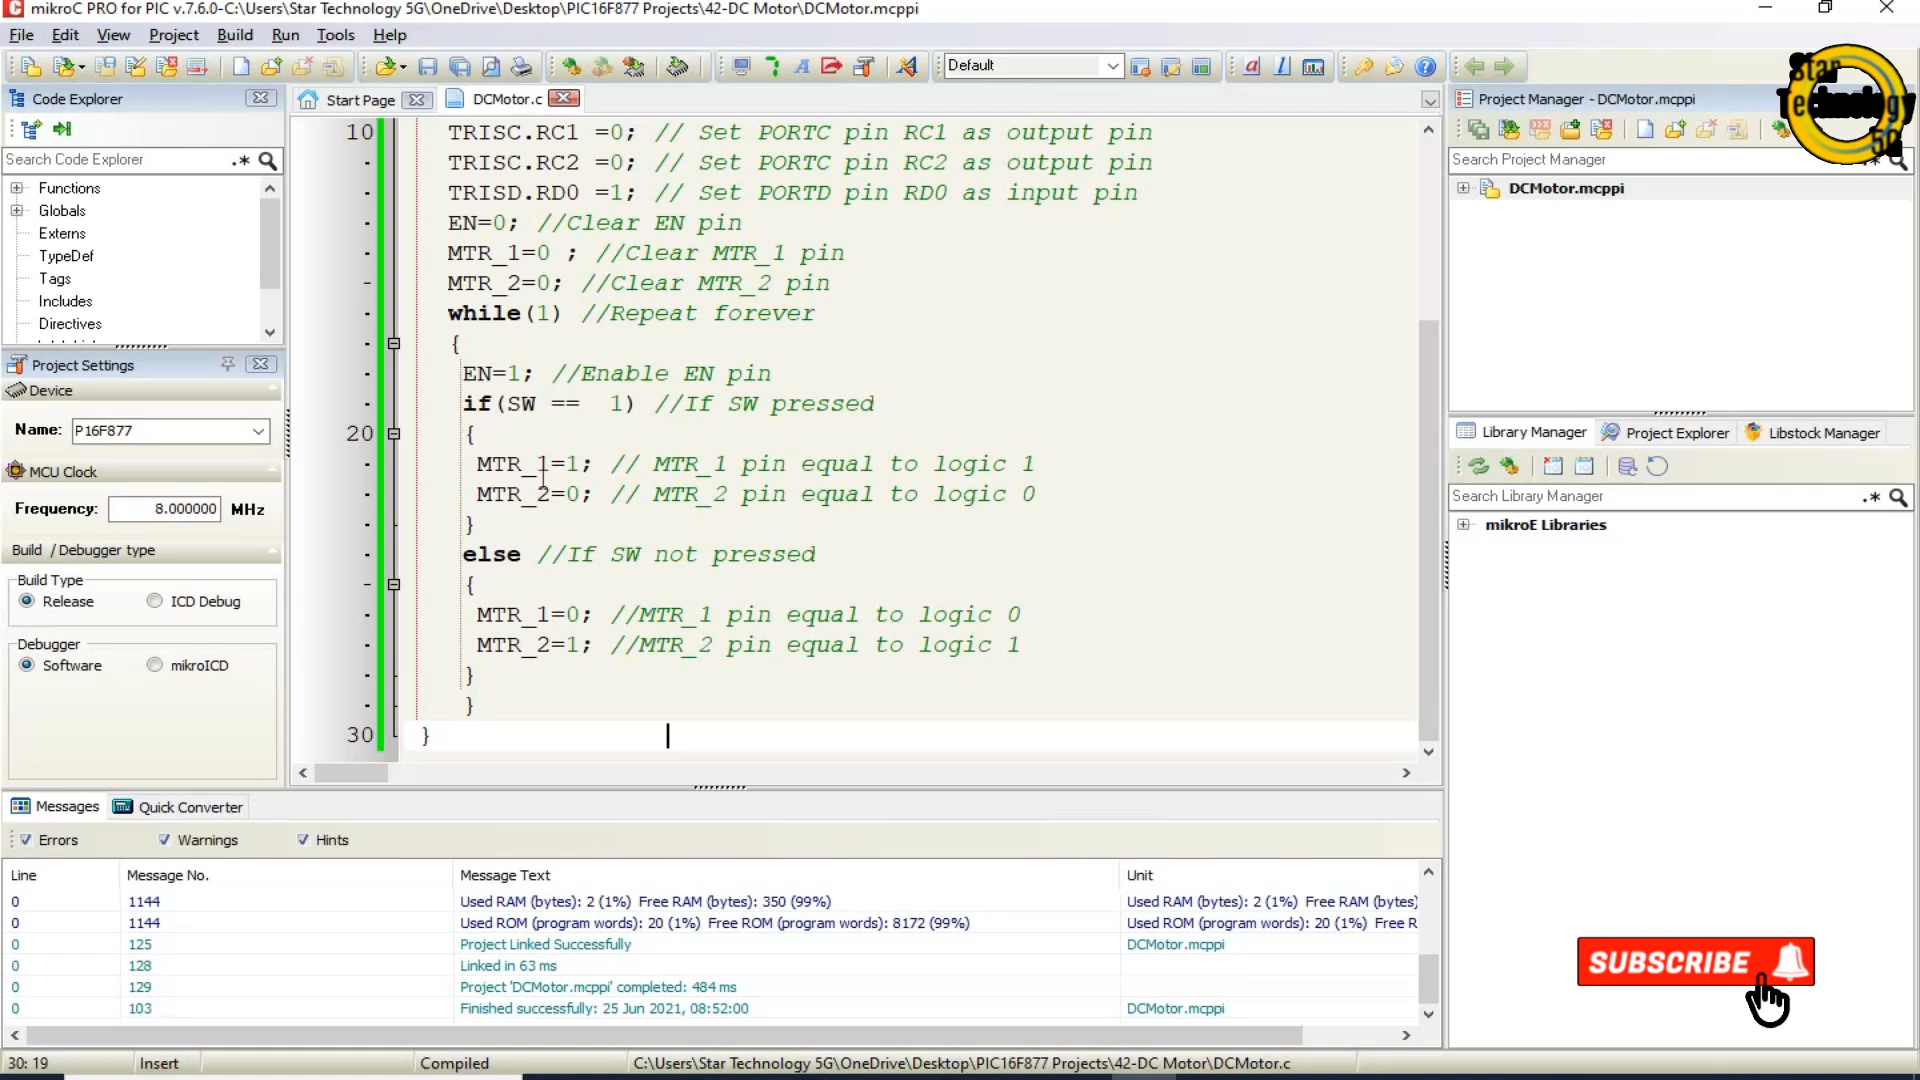 mikroC PRO for PIC v.7.6.0-C:\Users\Star Technology 5G\OneDrive\Desktop\PIC16F877 Projects\42-DC Motor\DCMotor.mcppi
File Edit View Project Build Run Tools Help
Default
Star Technology 5G
Code Explorer
Start Page
DCMotor.c
Project Manager - DCMotor.mcppi
Search Code Explorer
Search Project Manager
Functions
Globals
Externs
TypeDef
Tags
Includes
Directives
DCMotor.mcppi
Project Settings
Device
Name: P16F877
MCU Clock
Frequency: 8.000000 MHz
Build / Debugger type
Build Type
Release ICD Debug
Debugger
Software mikroICD
10 TRISC.RC1 =0; // Set PORTC pin RC1 as output pin
TRISC.RC2 =0; // Set PORTC pin RC2 as output pin
TRISD.RD0 =1; // Set PORTD pin RD0 as input pin
EN=0; //Clear EN pin
MTR_1=0 ; //Clear MTR_1 pin
MTR_2=0; //Clear MTR_2 pin
while(1) //Repeat forever
{
EN=1; //Enable EN pin
if(SW == 1) //If SW pressed
20 {
MTR_1=1; // MTR_1 pin equal to logic 1
MTR_2=0; // MTR_2 pin equal to logic 0
}
else //If SW not pressed
{
MTR_1=0; //MTR_1 pin equal to logic 0
MTR_2=1; //MTR_2 pin equal to logic 1
}
}
30 }
Library Manager Project Explorer Libstock Manager
Search Library Manager
mikroE Libraries
Messages Quick Converter
Errors Warnings Hints
Line Message No. Message Text Unit
0 1144 Used RAM (bytes): 2 (1%) Free RAM (bytes): 350 (99%) Used RAM (bytes): 2 (1%) Free RAM (bytes)
0 1144 Used ROM (program words): 20 (1%) Free ROM (program words): 8172 (99%) Used ROM (program words): 20 (1%) Free R
0 125 Project Linked Successfully DCMotor.mcppi
0 128 Linked in 63 ms
0 129 Project 'DCMotor.mcppi' completed: 484 ms
0 103 Finished successfully: 25 Jun 2021, 08:52:00 DCMotor.mcppi
SUBSCRIBE
30: 19 Insert Compiled C:\Users\Star Technology 5G\OneDrive\Desktop\PIC16F877 Projects\42-DC Motor\DCMotor.c